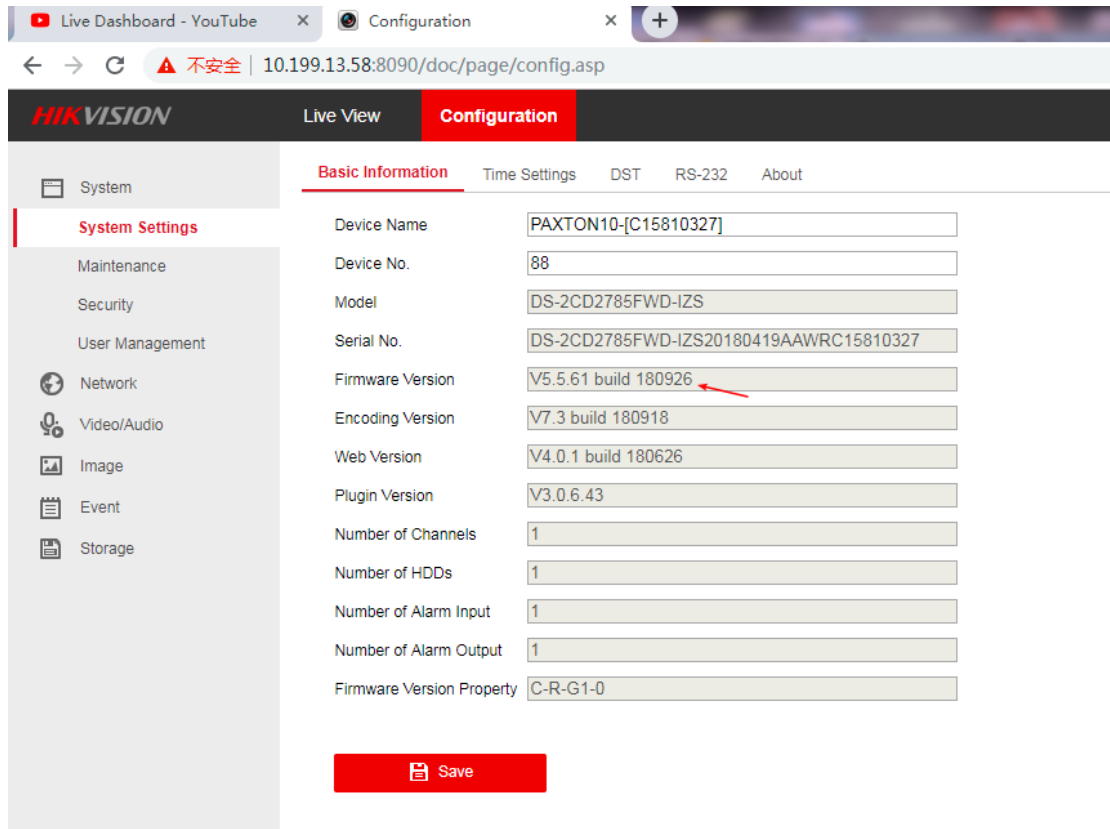 Live Dashboard - YouTube × Configuration × +
不安全 | 10.199.13.58:8090/doc/page/config.asp
HIKVISION Live View Configuration
Basic Information Time Settings DST RS-232 About
System
System Settings
Maintenance
Security
User Management
Network
Video/Audio
Image
Event
Storage
Device Name PAXTON10-[C15810327]
Device No. 88
Model DS-2CD2785FWD-IZS
Serial No. DS-2CD2785FWD-IZS20180419AAWRC15810327
Firmware Version V5.5.61 build 180926
Encoding Version V7.3 build 180918
Web Version V4.0.1 build 180626
Plugin Version V3.0.6.43
Number of Channels 1
Number of HDDs 1
Number of Alarm Input 1
Number of Alarm Output 1
Firmware Version Property C-R-G1-0
Save